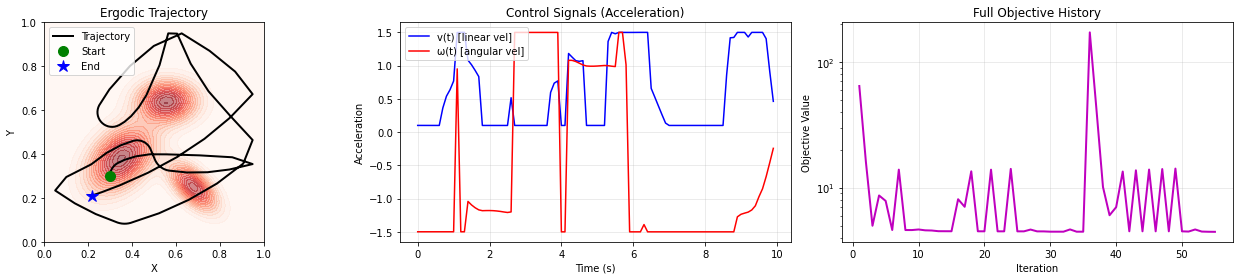 Ergodic Trajectory
Trajectory
Start
End
Y
1.0
0.8
0.6
0.4
0.2
0.0
0.0 0.2 0.4 0.6 0.8 1.0
X
Control Signals (Acceleration)
v(t) [linear vel]
ω(t) [angular vel]
Acceleration
1.5
1.0
0.5
0.0
−0.5
−1.0
−1.5
0 2 4 6 8 10
Time (s)
Full Objective History
Objective Value
10²
10¹
0 10 20 30 40 50
Iteration